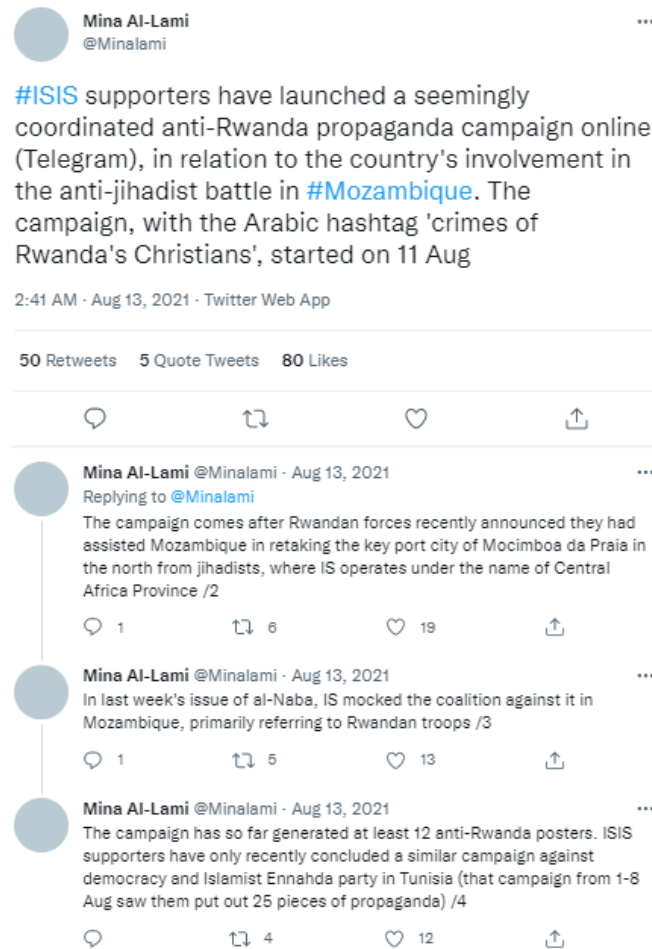 Mina Al-Lami
@Minalami
#ISIS supporters have launched a seemingly
coordinated anti-Rwanda propaganda campaign online
(Telegram), in relation to the country's involvement in
the anti-jihadist battle in #Mozambique. The
campaign, with the Arabic hashtag 'crimes of
Rwanda's Christians', started on 11 Aug
2:41 AM · Aug 13, 2021 · Twitter Web App
50 Retweets 5 Quote Tweets 80 Likes
Mina Al-Lami @Minalami · Aug 13, 2021
Replying to @Minalami
The campaign comes after Rwandan forces recently announced they had
assisted Mozambique in retaking the key port city of Mocimboa da Praia in
the north from jihadists, where IS operates under the name of Central
Africa Province /2
1 6 19
Mina Al-Lami @Minalami · Aug 13, 2021
In last week's issue of al-Naba, IS mocked the coalition against it in
Mozambique, primarily referring to Rwandan troops /3
1 5 13
Mina Al-Lami @Minalami · Aug 13, 2021
The campaign has so far generated at least 12 anti-Rwanda posters. ISIS
supporters have only recently concluded a similar campaign against
democracy and Islamist Ennahda party in Tunisia (that campaign from 1-8
Aug saw them put out 25 pieces of propaganda) /4
4 12